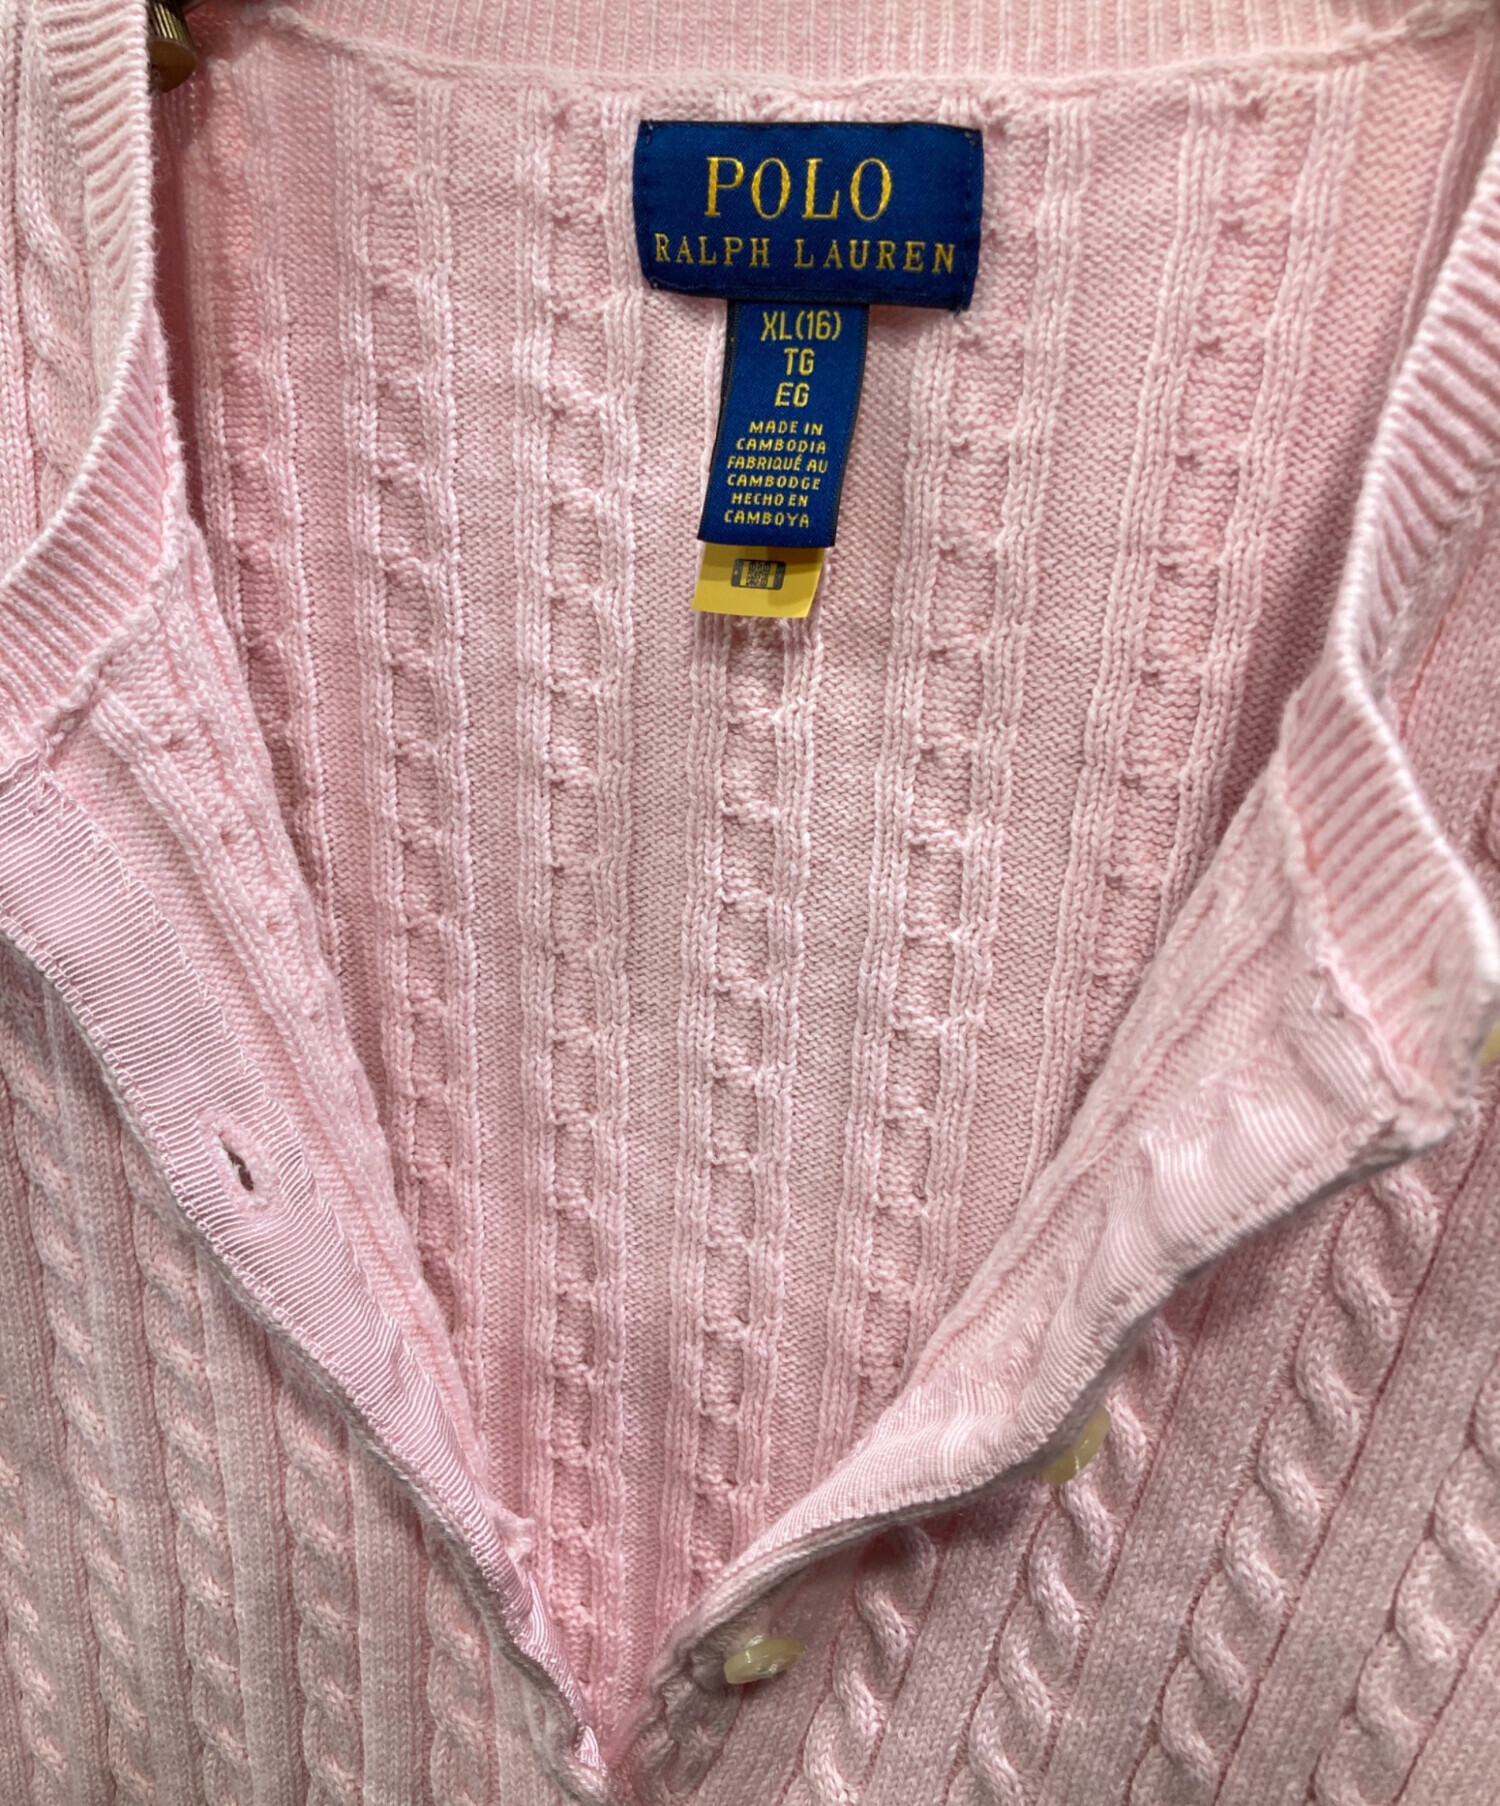 POLO
RALPH LAUREN
XL(16)
TG
EG
MADE IN
CAMBODIA
FABRIQUÉ AU
CAMBODGE
HECHO EN
CAMBOYA